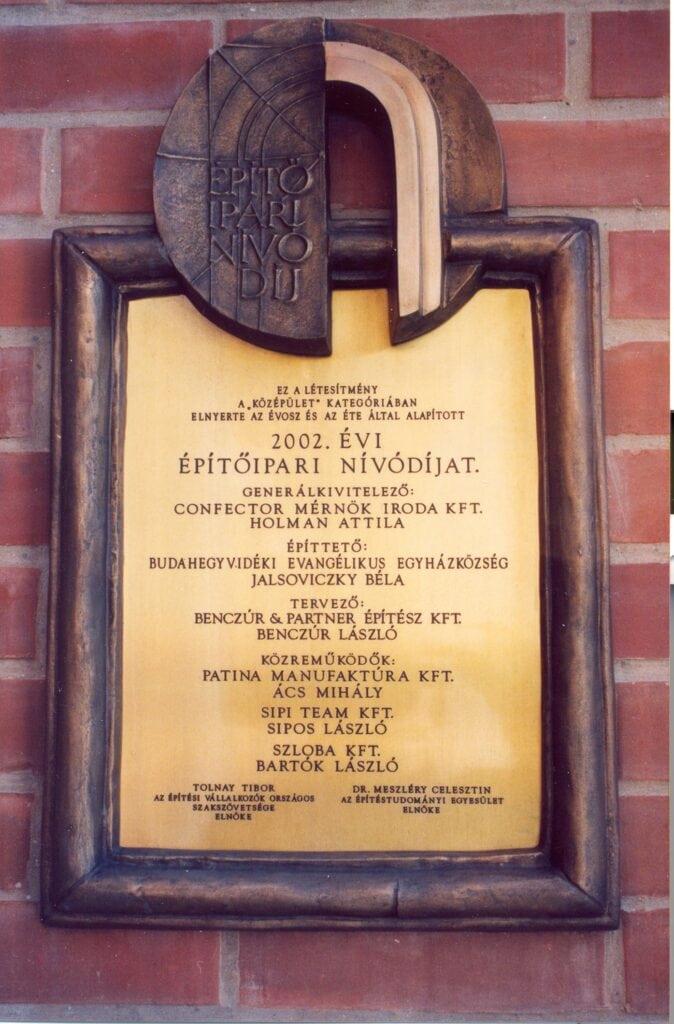 ÉPÍTŐ
IPARI
NÍVÓ
DÍJ
EZ A LÉTESÍTMÉNY
A „KÖZÉPÜLET" KATEGÓRIÁBAN
ELNYERTE AZ ÉVOSZ ÉS AZ ÉTE ÁLTAL ALAPÍTOTT
2002. ÉVI
ÉPÍTŐIPARI NÍVÓDÍJAT.
GENERÁLKIVITELEZŐ:
CONFECTOR MÉRNÖK IRODA KFT.
HOLMAN ATTILA
ÉPÍTTETŐ:
BUDAHEGYVIDÉKI EVANGÉLIKUS EGYHÁZKÖZSÉG
JALSOVICZKY BÉLA
TERVEZŐ:
BENCZÚR & PARTNER ÉPÍTÉSZ KFT.
BENCZÚR LÁSZLÓ
KÖZREMŰKÖDŐK:
PATINA MANUFAKTÚRA KFT.
ÁCS MIHÁLY
SIPI TEAM KFT.
SIPOS LÁSZLÓ
SZLOBA KFT.
BARTÓK LÁSZLÓ
TOLNAY TIBOR
AZ ÉPÍTÉSI VÁLLALKOZÓK ORSZÁGOS
SZAKSZÖVETSÉGE
ELNÖKE
DR. MESZLÉRY CELESZTIN
AZ ÉPÍTÉSTUDOMÁNYI EGYESÜLET
ELNÖKE